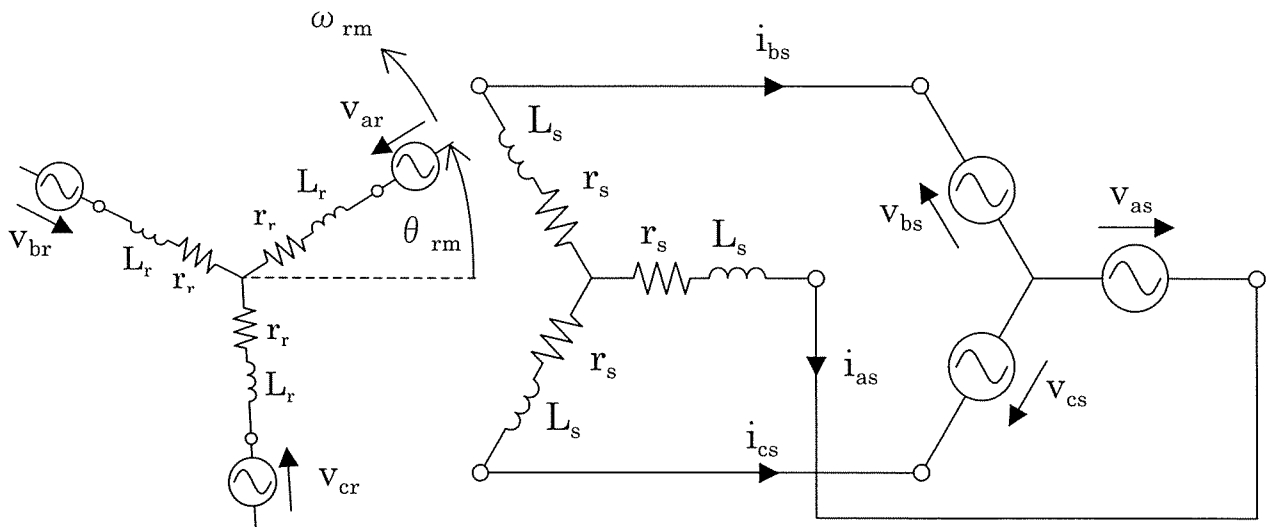 ω rm
v ar
L r
r r
v br
L r
r r
θ rm
r r
L r
v cr
i bs
L s
r s
r s
L s
r s
L s
i as
i cs
v bs
v as
v cs